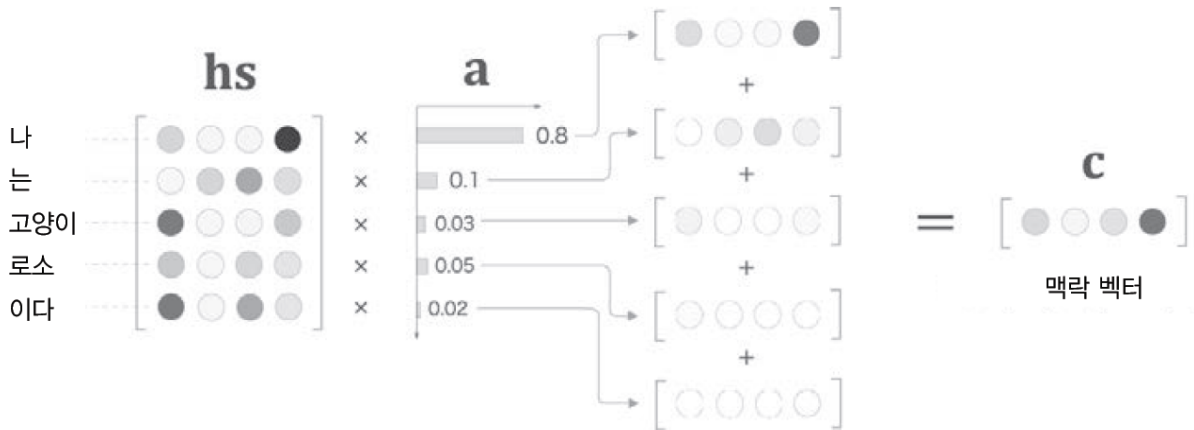 hs
a
나
×
0.8
+
는
×
0.1
+
고양이
×
0.03
+
로소
×
0.05
+
이다
×
0.02
=
c
맥락 벡터